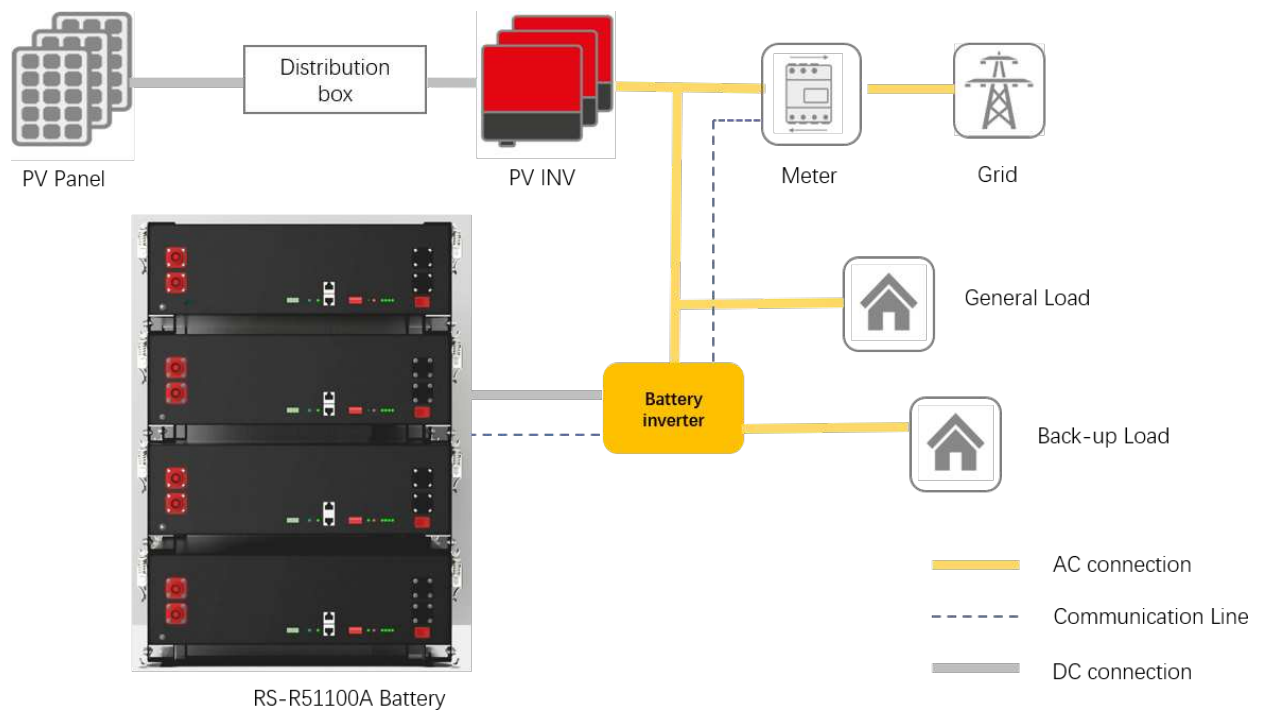 Distribution
box
PV Panel
PV INV
Meter
Grid
General Load
Battery
inverter
Back-up Load
AC connection
Communication Line
DC connection
RS-R51100A Battery